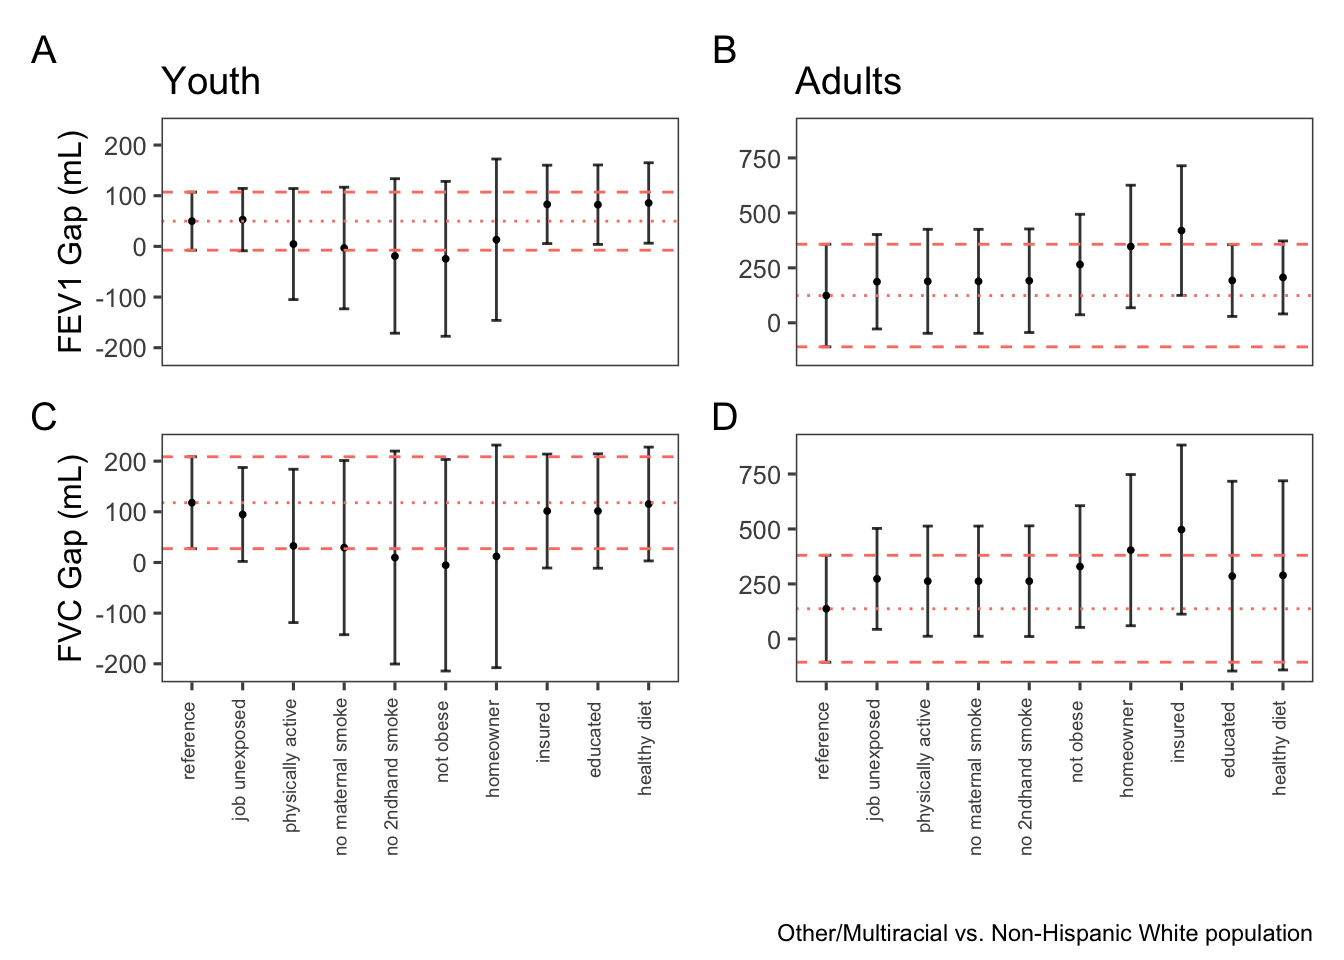 A
B
Youth
Adults
FEV1 Gap (mL)
200
100
0
-100
-200
750
500
250
0
C
D
FVC Gap (mL)
200
100
0
-100
-200
750
500
250
0
reference
job unexposed
physically active
no maternal smoke
no 2ndhand smoke
not obese
homeowner
insured
educated
healthy diet
reference
job unexposed
physically active
no maternal smoke
no 2ndhand smoke
not obese
homeowner
insured
educated
healthy diet
Other/Multiracial vs. Non-Hispanic White population